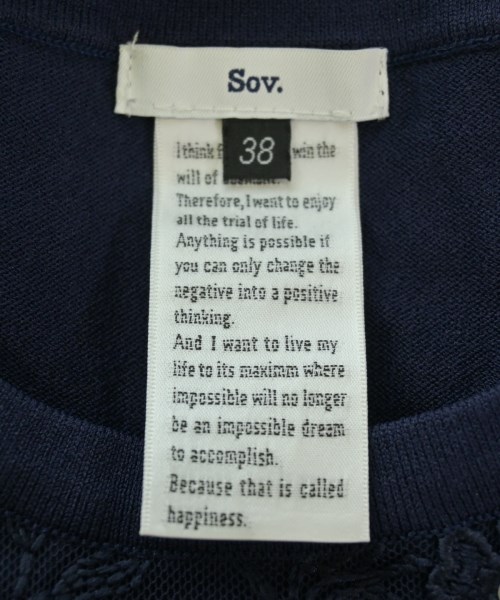 Sov.
38
I think win the
will of
Therefore, I want to enjoy
all the trial of life.
Anything is possible if
you can only change the
negative into a positive
thinking.
And I want to live my
life to its maximm where
impossible will no longer
be an impossible dream
to accomplish.
Because that is called
happiness.